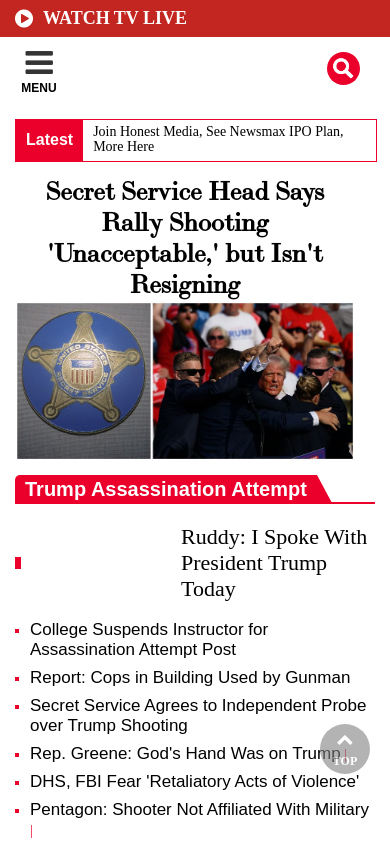 WATCH TV LIVE
MENU
Latest
Join Honest Media, See Newsmax IPO Plan,
More Here
Secret Service Head Says
Rally Shooting
'Unacceptable,' but Isn't
Resigning
UNITED STATES
TRUMP
Trump Assassination Attempt
Ruddy: I Spoke With
President Trump
Today
College Suspends Instructor for
Assassination Attempt Post
Report: Cops in Building Used by Gunman
Secret Service Agrees to Independent Probe
over Trump Shooting
Rep. Greene: God's Hand Was on Trump |
DHS, FBI Fear 'Retaliatory Acts of Violence'
Pentagon: Shooter Not Affiliated With Military
|
TOP